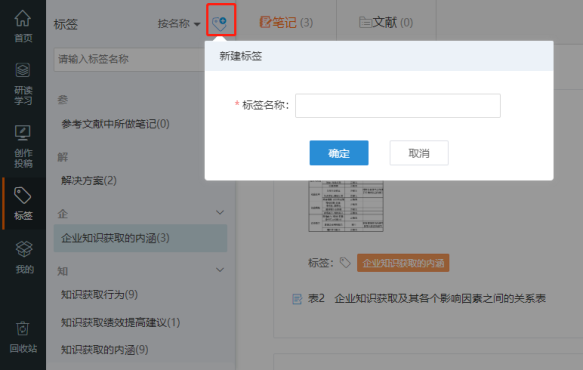 首页
研读
学习
创作
投稿
标签
我的
回收站
标签
按名称
请输入标签名称
参
参考文献中所做笔记(0)
解
解决方案(2)
企
企业知识获取的内涵(3)
知
知识获取行为(9)
知识获取绩效提高建议(1)
知识获取的内涵(9)
笔记 (3)
文献 (0)
新建标签
* 标签名称：
确定
取消
标签：
企业知识获取的内涵
表2 企业知识获取及其各个影响因素之间的关系表